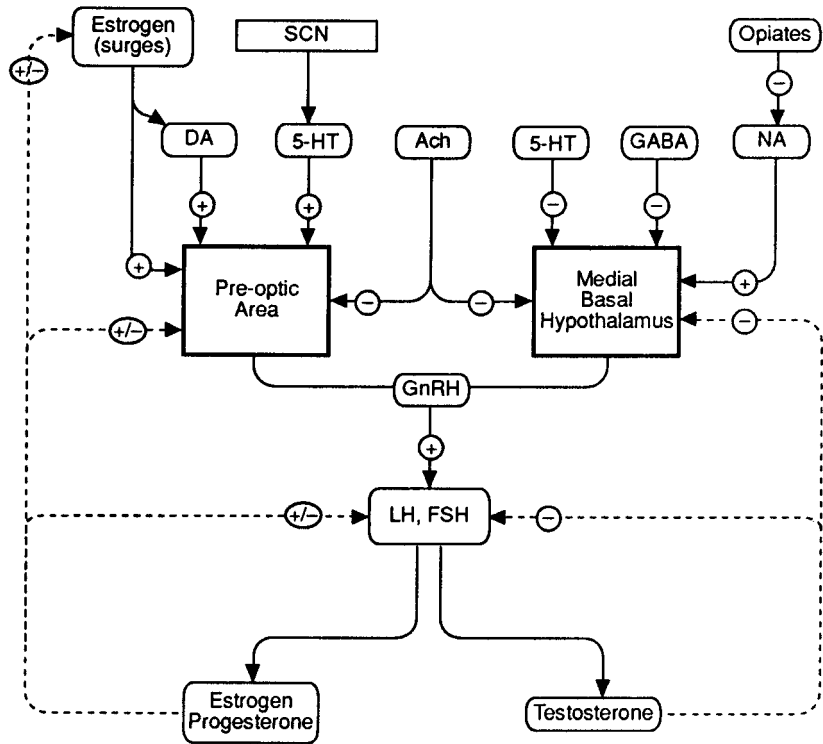 Estrogen
(surges)
SCN
Opiates
+/−
−
DA
5-HT
Ach
5-HT
GABA
NA
+
+
−
−
+
Pre-optic
Area
Medial
Basal
Hypothalamus
+
−
−
+/−
−
GnRH
+
+/−
LH, FSH
−
Estrogen
Progesterone
Testosterone